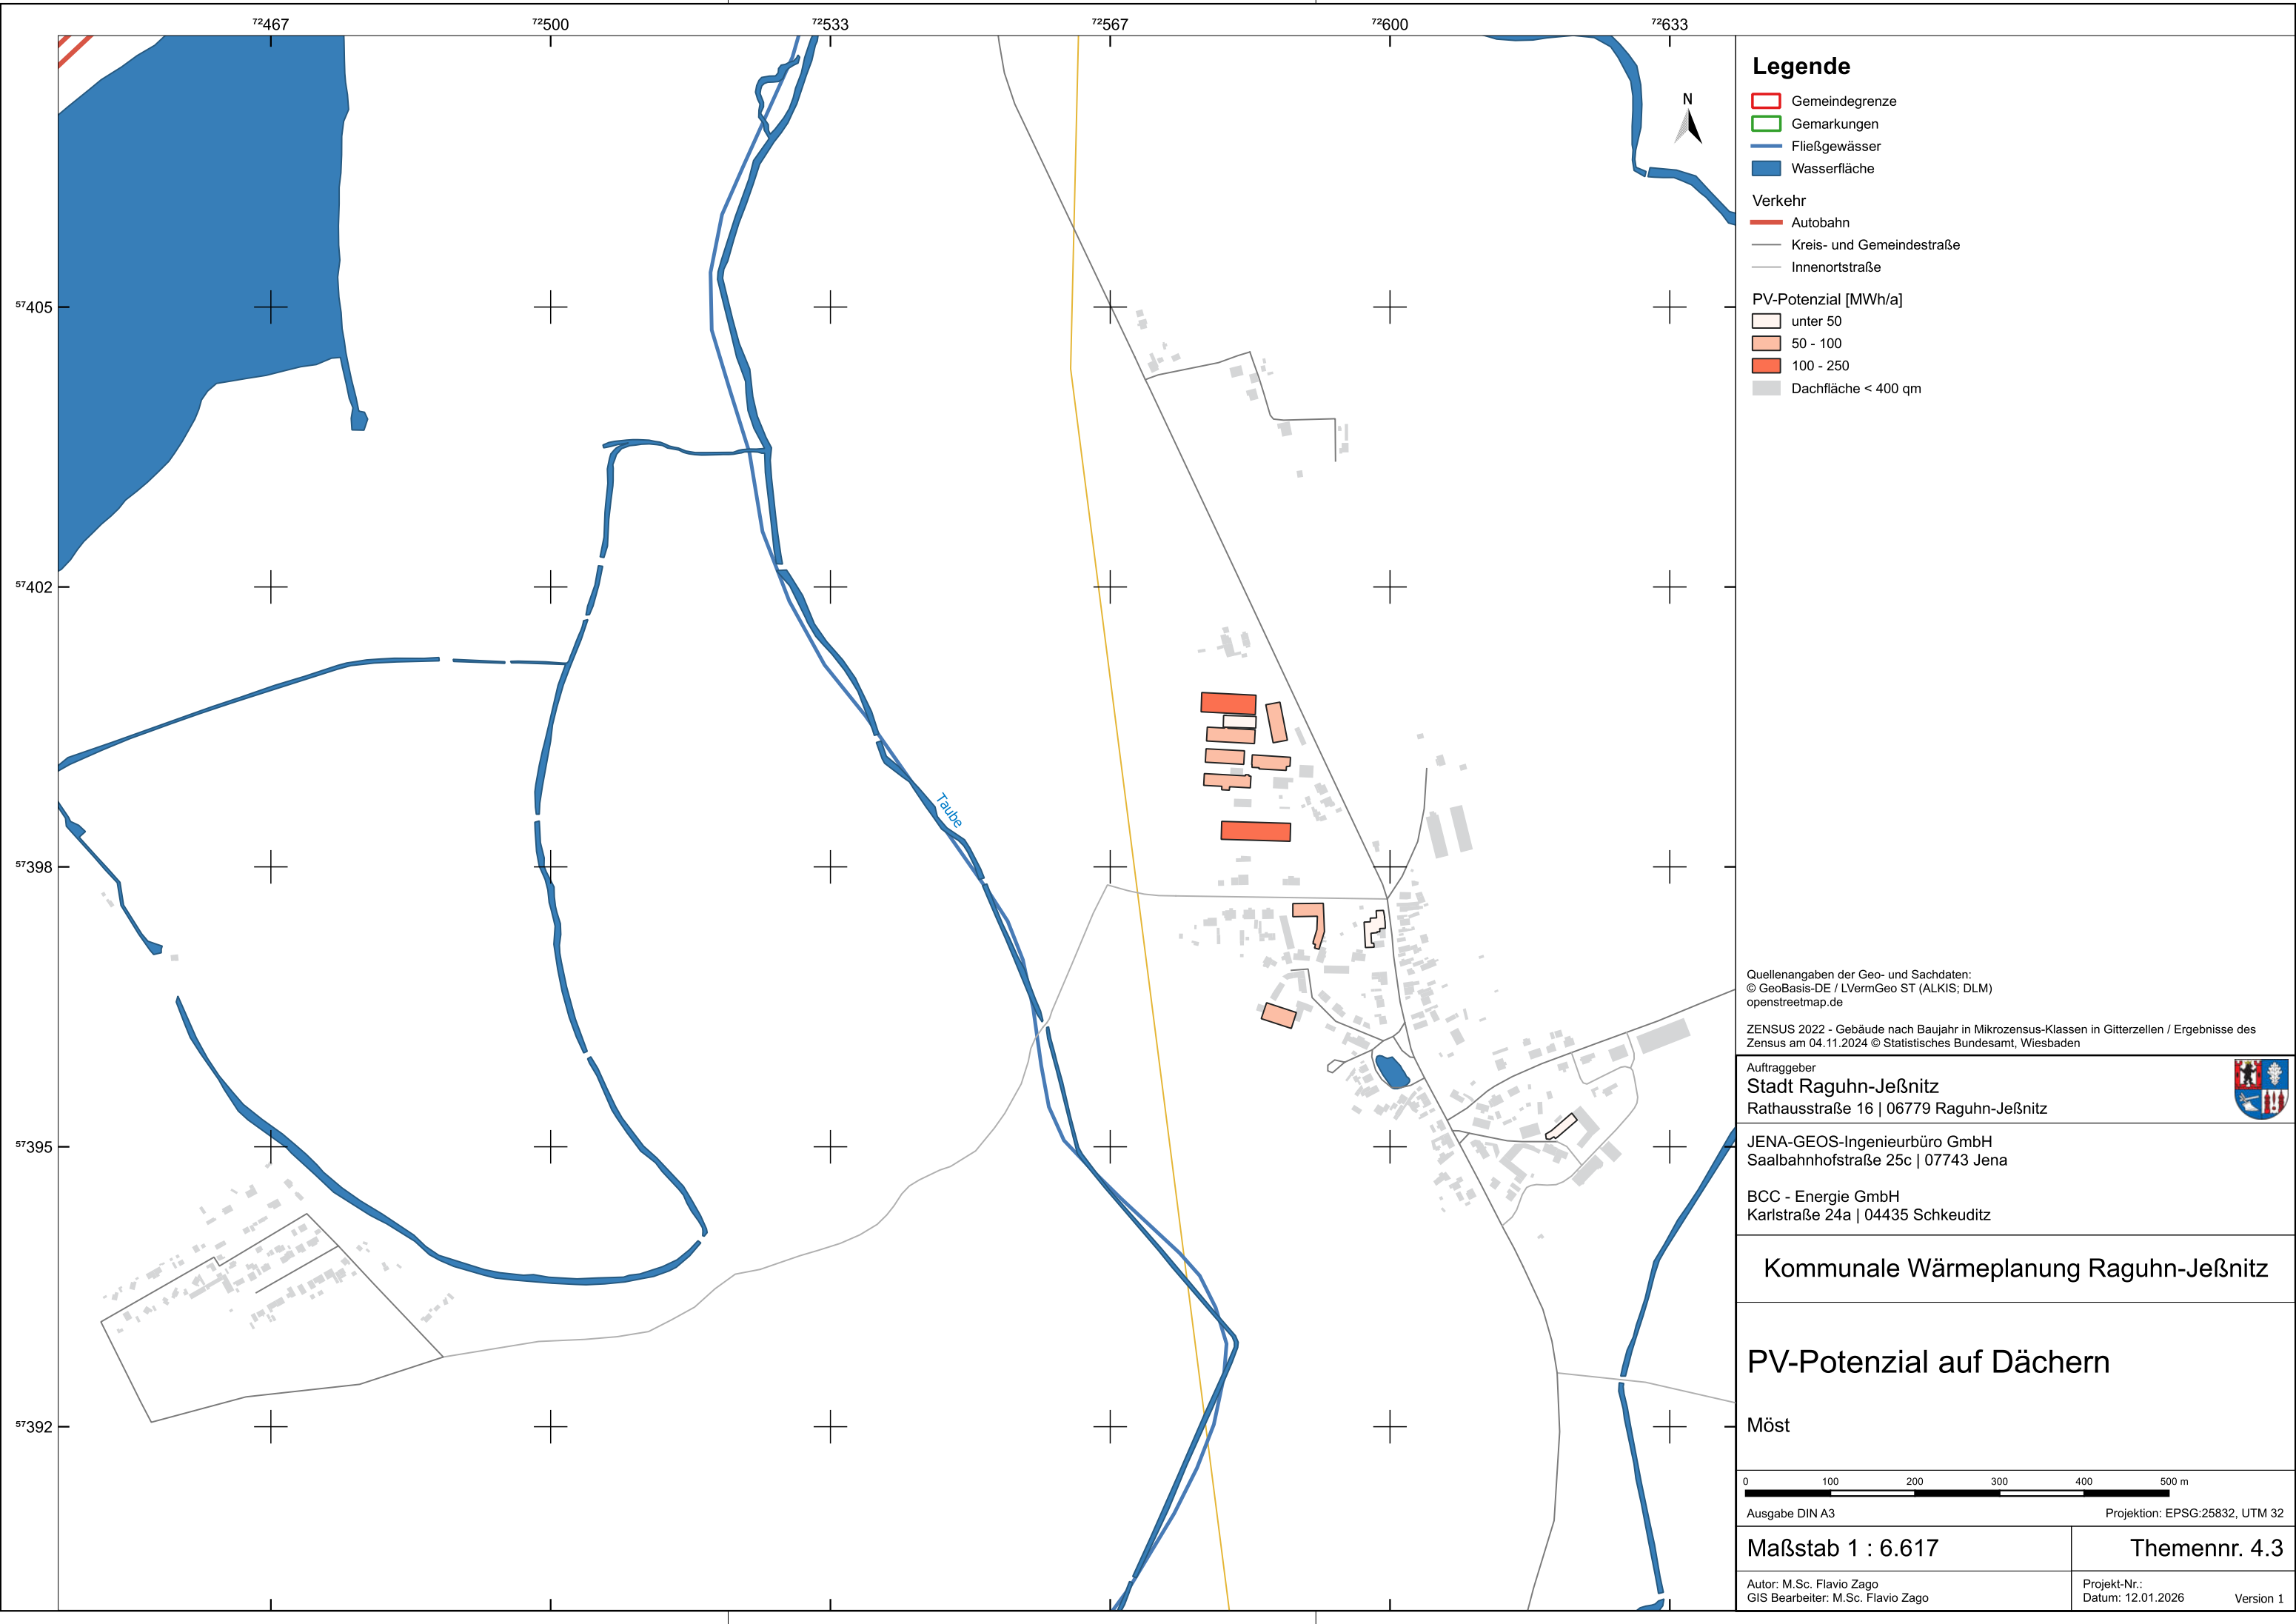 72467 72500 72533 72567 72600 72633
57405
57402
57398
57395
57392
Taube
N
Legende
Gemeindegrenze
Gemarkungen
Fließgewässer
Wasserfläche
Verkehr
Autobahn
Kreis- und Gemeindestraße
Innenortstraße
PV-Potenzial [MWh/a]
unter 50
50 - 100
100 - 250
Dachfläche < 400 qm
Quellenangaben der Geo- und Sachdaten:
© GeoBasis-DE / LVermGeo ST (ALKIS; DLM)
openstreetmap.de
ZENSUS 2022 - Gebäude nach Baujahr in Mikrozensus-Klassen in Gitterzellen / Ergebnisse des
Zensus am 04.11.2024 © Statistisches Bundesamt, Wiesbaden
Auftraggeber
Stadt Raguhn-Jeßnitz
Rathausstraße 16 | 06779 Raguhn-Jeßnitz
JENA-GEOS-Ingenieurbüro GmbH
Saalbahnhofstraße 25c | 07743 Jena
BCC - Energie GmbH
Karlstraße 24a | 04435 Schkeuditz
Kommunale Wärmeplanung Raguhn-Jeßnitz
PV-Potenzial auf Dächern
Möst
0 100 200 300 400 500 m
Ausgabe DIN A3 Projektion: EPSG:25832, UTM 32
Maßstab 1 : 6.617 Themennr. 4.3
Autor: M.Sc. Flavio Zago Projekt-Nr.:
GIS Bearbeiter: M.Sc. Flavio Zago Datum: 12.01.2026 Version 1